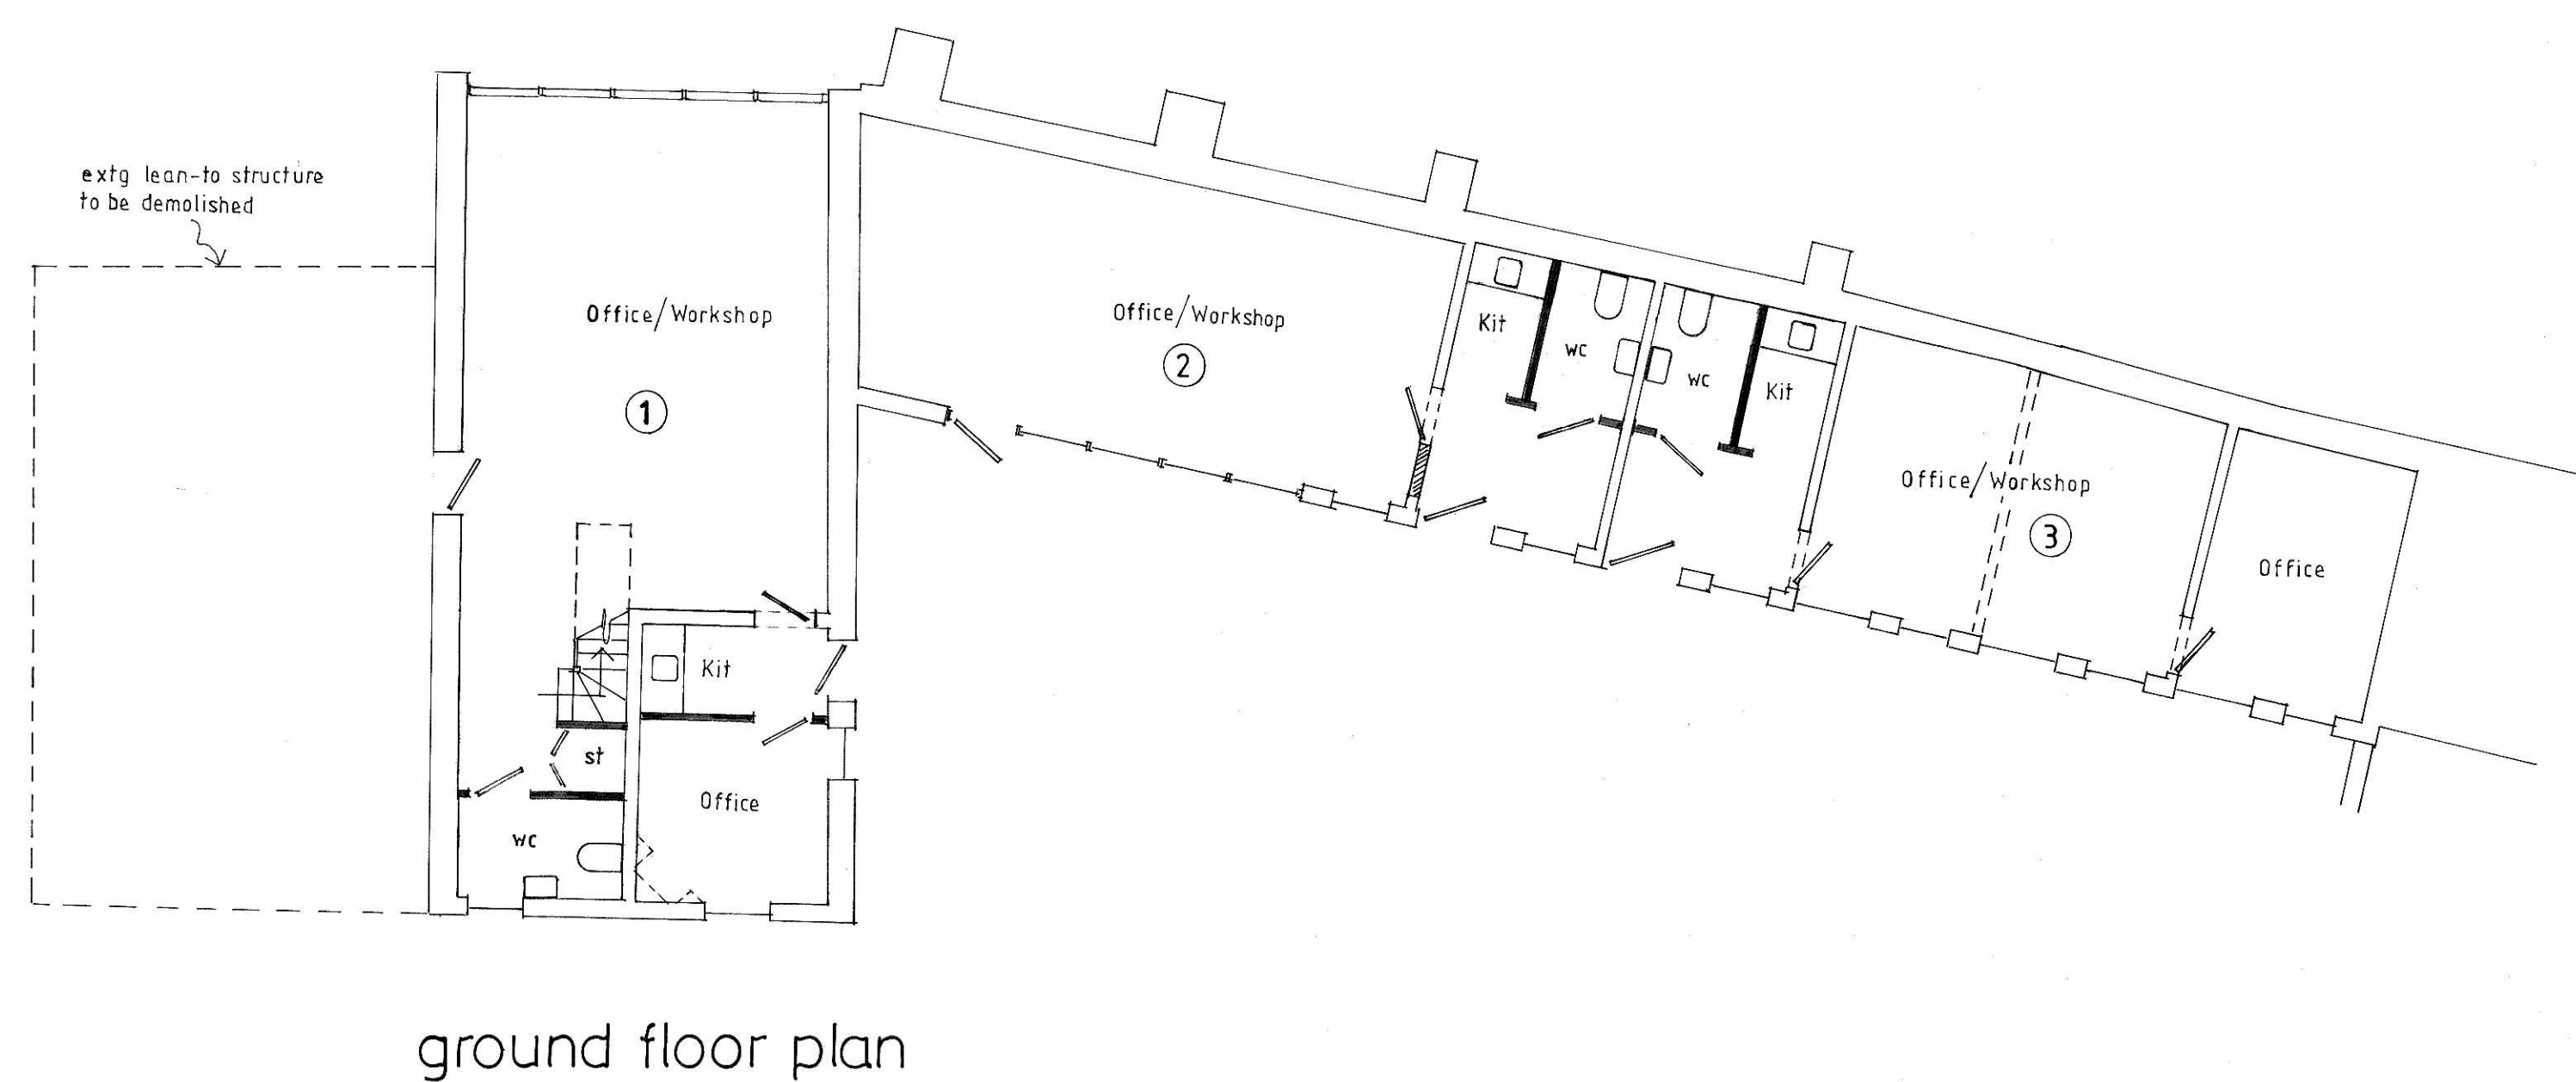 extg lean-to structure
to be demolished
Office/Workshop
1
Kit
st
Office
wc
Office/Workshop
2
Kit
wc
wc
Kit
Office/Workshop
3
Office
ground floor plan